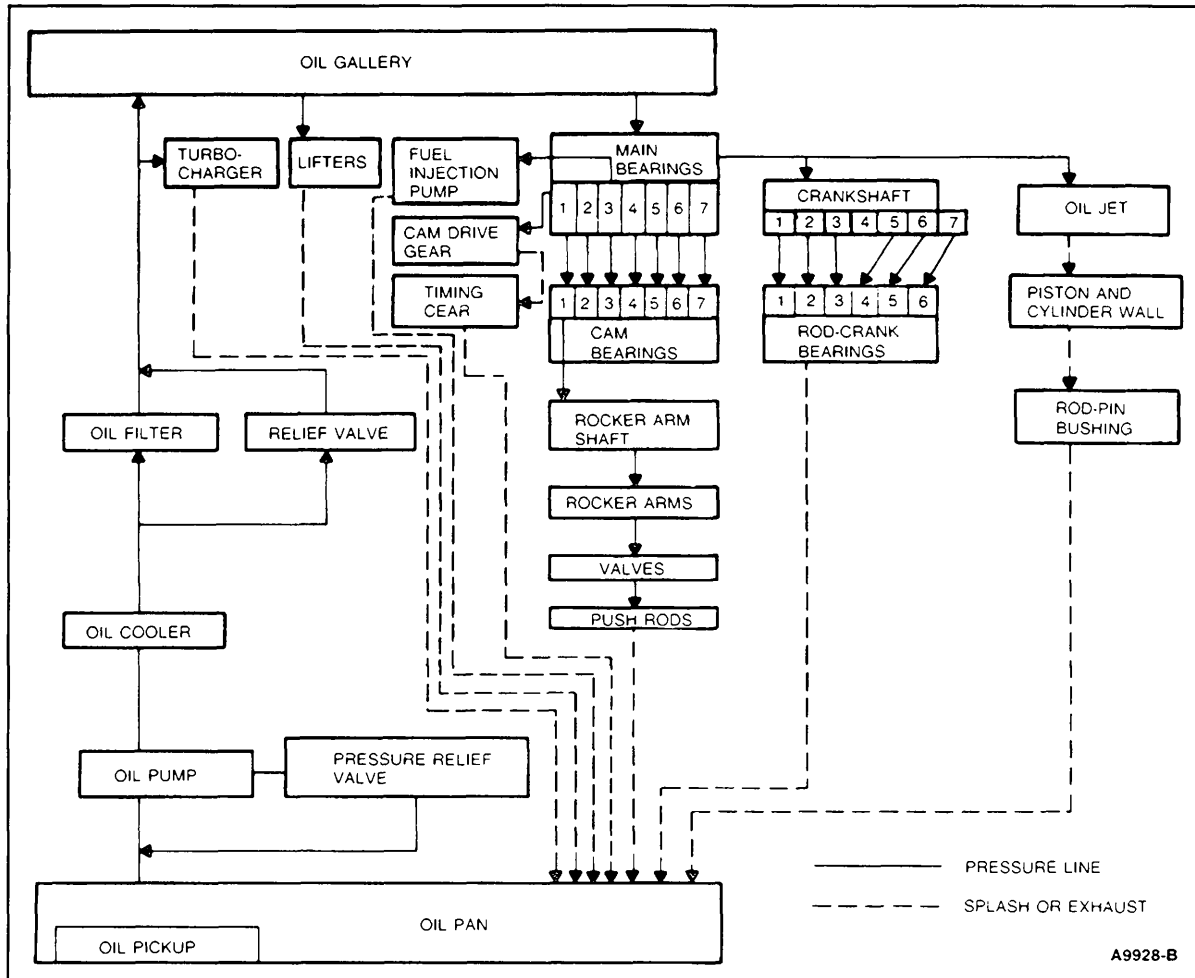 OIL GALLERY
TURBO-
CHARGER
LIFTERS
FUEL
INJECTION
PUMP
MAIN
BEARINGS
1 2 3 4 5 6 7
CRANKSHAFT
1 2 3 4 5 6 7
OIL JET
CAM DRIVE
GEAR
TIMING
CEAR
1 2 3 4 5 6 7
CAM
BEARINGS
1 2 3 4 5 6
ROD-CRANK
BEARINGS
PISTON AND
CYLINDER WALL
OIL FILTER
RELIEF VALVE
ROCKER ARM
SHAFT
ROD-PIN
BUSHING
ROCKER ARMS
VALVES
PUSH RODS
OIL COOLER
OIL PUMP
PRESSURE RELIEF
VALVE
PRESSURE LINE
SPLASH OR EXHAUST
OIL PAN
OIL PICKUP
A9928-B